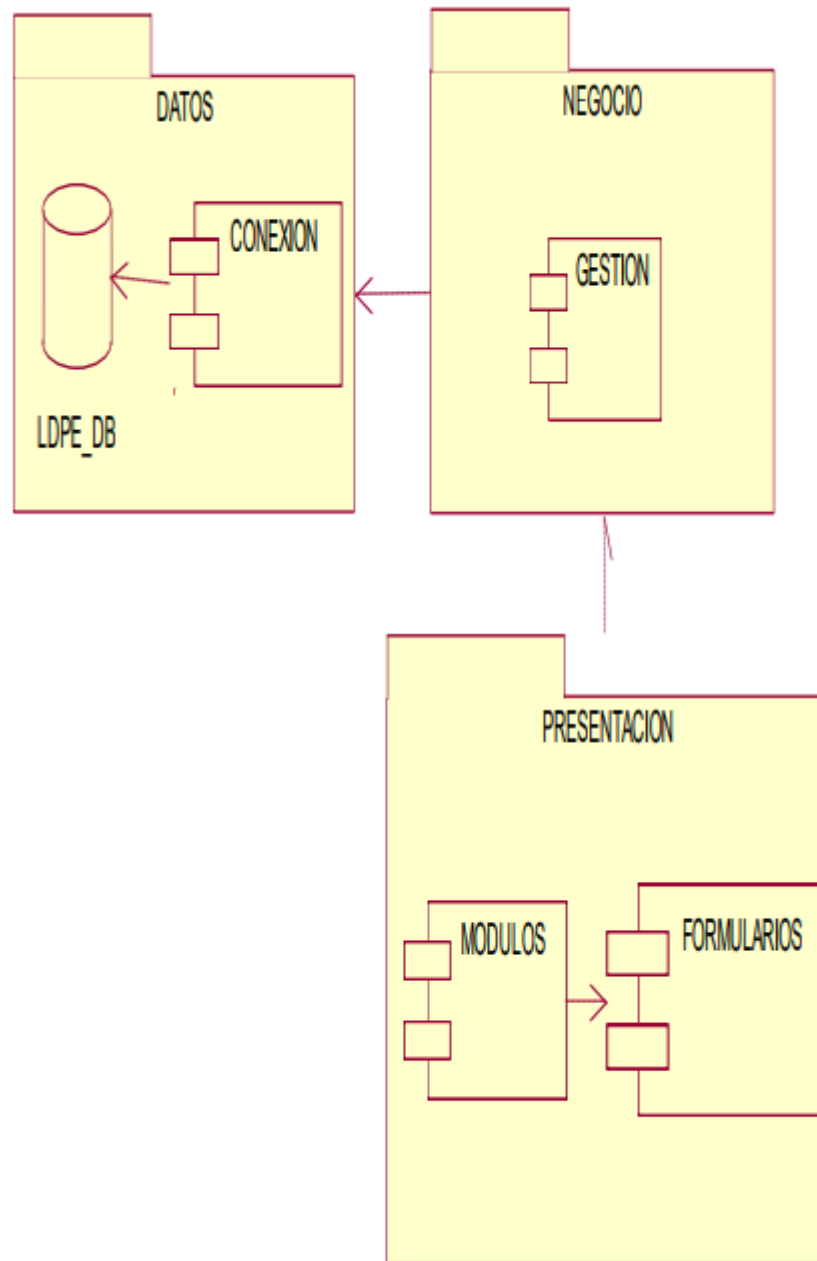 DATOS
CONEXION
LDPE_DB
NEGOCIO
GESTION
PRESENTACION
MODULOS
FORMULARIOS